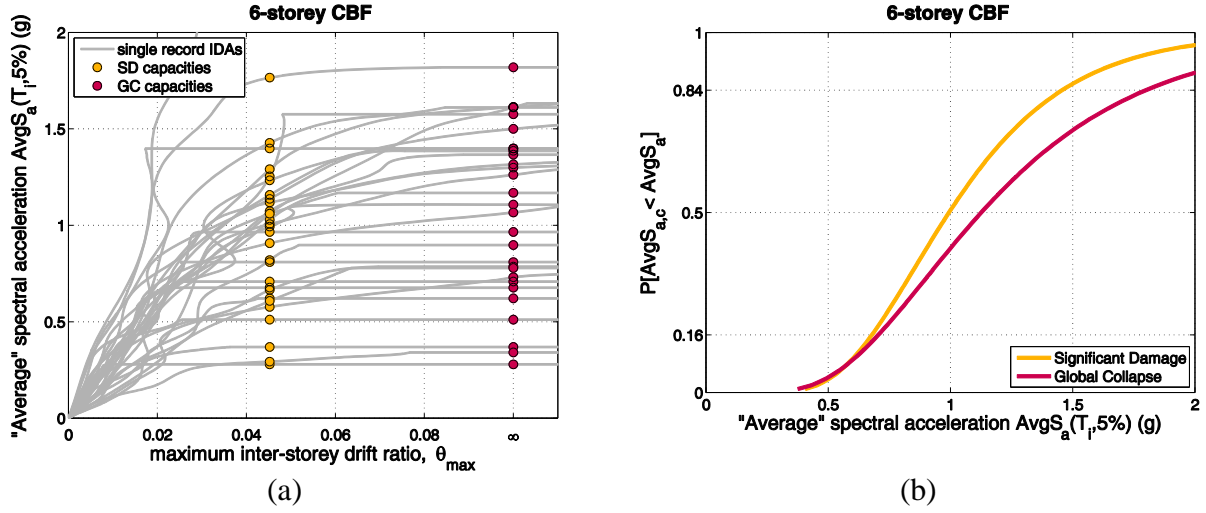 6-storey CBF
"Average" spectral acceleration AvgS_a(T_i,5%) (g)
2
1.5
1
0.5
0
single record IDAs
SD capacities
GC capacities
0 0.02 0.04 0.06 0.08 ∞
maximum inter-storey drift ratio, θ_max
(a)
6-storey CBF
P[AvgS_a,c < AvgS_a]
1
0.84
0.5
0.16
0
Significant Damage
Global Collapse
0 0.5 1 1.5 2
"Average" spectral acceleration AvgS_a(T_i,5%) (g)
(b)